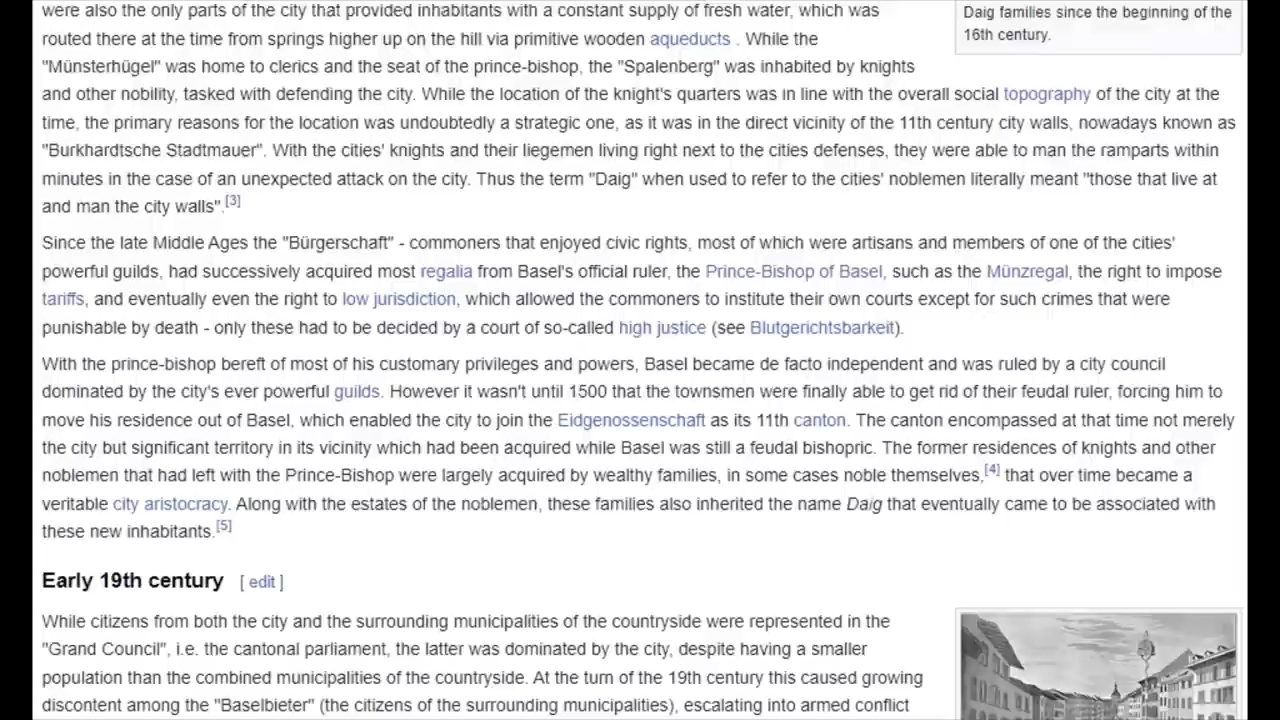 were also the only parts of the city that provided inhabitants with a constant supply of fresh water, which was
routed there at the time from springs higher up on the hill via primitive wooden aqueducts . While the
"Münsterhügel" was home to clerics and the seat of the prince-bishop, the "Spalenberg" was inhabited by knights
and other nobility, tasked with defending the city. While the location of the knight's quarters was in line with the overall social topography of the city at the
time, the primary reasons for the location was undoubtedly a strategic one, as it was in the direct vicinity of the 11th century city walls, nowadays known as
"Burkhardtsche Stadtmauer". With the cities' knights and their liegemen living right next to the cities defenses, they were able to man the ramparts within
minutes in the case of an unexpected attack on the city. Thus the term "Daig" when used to refer to the cities' noblemen literally meant "those that live at
and man the city walls".[3]
Daig families since the beginning of the
16th century.
Since the late Middle Ages the "Bürgerschaft" - commoners that enjoyed civic rights, most of which were artisans and members of one of the cities'
powerful guilds, had successively acquired most regalia from Basel's official ruler, the Prince-Bishop of Basel, such as the Münzregal, the right to impose
tariffs, and eventually even the right to low jurisdiction, which allowed the commoners to institute their own courts except for such crimes that were
punishable by death - only these had to be decided by a court of so-called high justice (see Blutgerichtsbarkeit).
With the prince-bishop bereft of most of his customary privileges and powers, Basel became de facto independent and was ruled by a city council
dominated by the city's ever powerful guilds. However it wasn't until 1500 that the townsmen were finally able to get rid of their feudal ruler, forcing him to
move his residence out of Basel, which enabled the city to join the Eidgenossenschaft as its 11th canton. The canton encompassed at that time not merely
the city but significant territory in its vicinity which had been acquired while Basel was still a feudal bishopric. The former residences of knights and other
noblemen that had left with the Prince-Bishop were largely acquired by wealthy families, in some cases noble themselves,[4] that over time became a
veritable city aristocracy. Along with the estates of the noblemen, these families also inherited the name Daig that eventually came to be associated with
these new inhabitants.[5]
Early 19th century [ edit ]
While citizens from both the city and the surrounding municipalities of the countryside were represented in the
"Grand Council", i.e. the cantonal parliament, the latter was dominated by the city, despite having a smaller
population than the combined municipalities of the countryside. At the turn of the 19th century this caused growing
discontent among the "Baselbieter" (the citizens of the surrounding municipalities), escalating into armed conflict